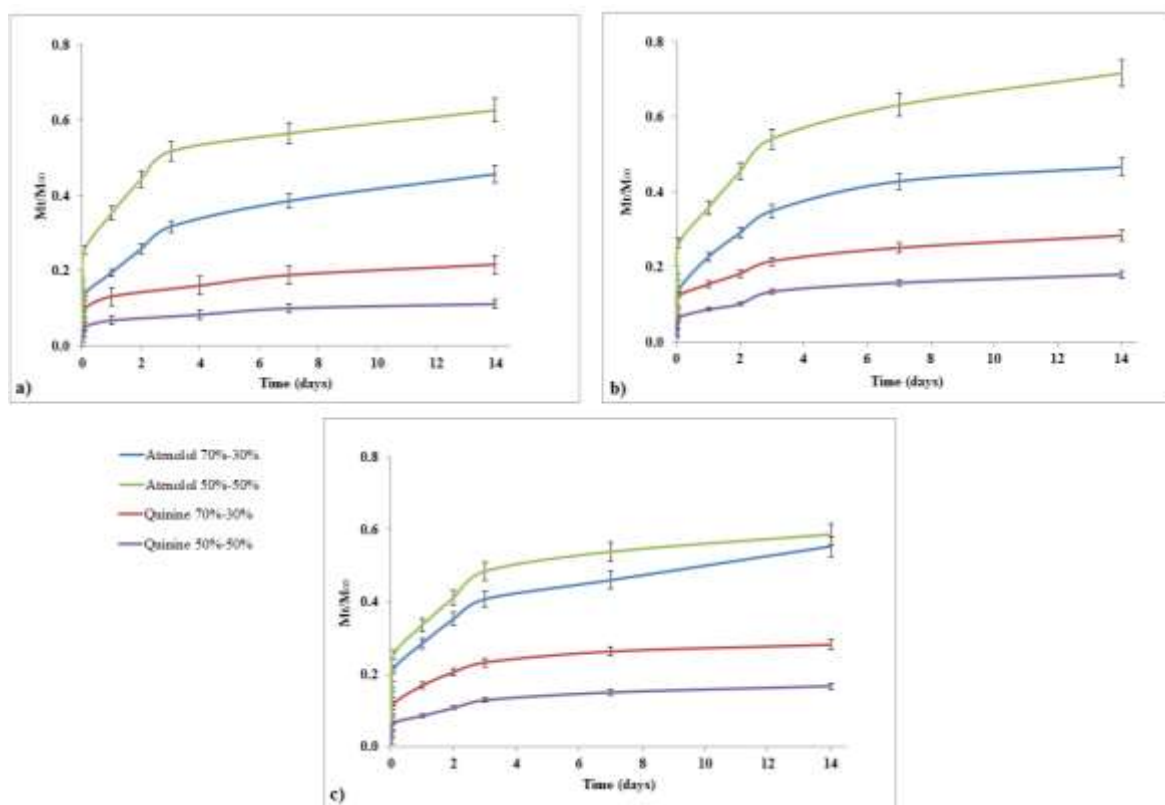 0.8
0.6
0.4
0.2
0.0
Mt/M∞
0 2 4 6 8 10 12 14
Time (days)
a)
0.8
0.6
0.4
0.2
0.0
Mt/M∞
0 2 4 6 8 10 12 14
Time (days)
b)
Atenolol 70%-30%
Atenolol 50%-50%
Quinine 70%-30%
Quinine 50%-50%
0.8
0.6
0.4
0.2
0.0
Mt/M∞
0 2 4 6 8 10 12 14
Time (days)
c)